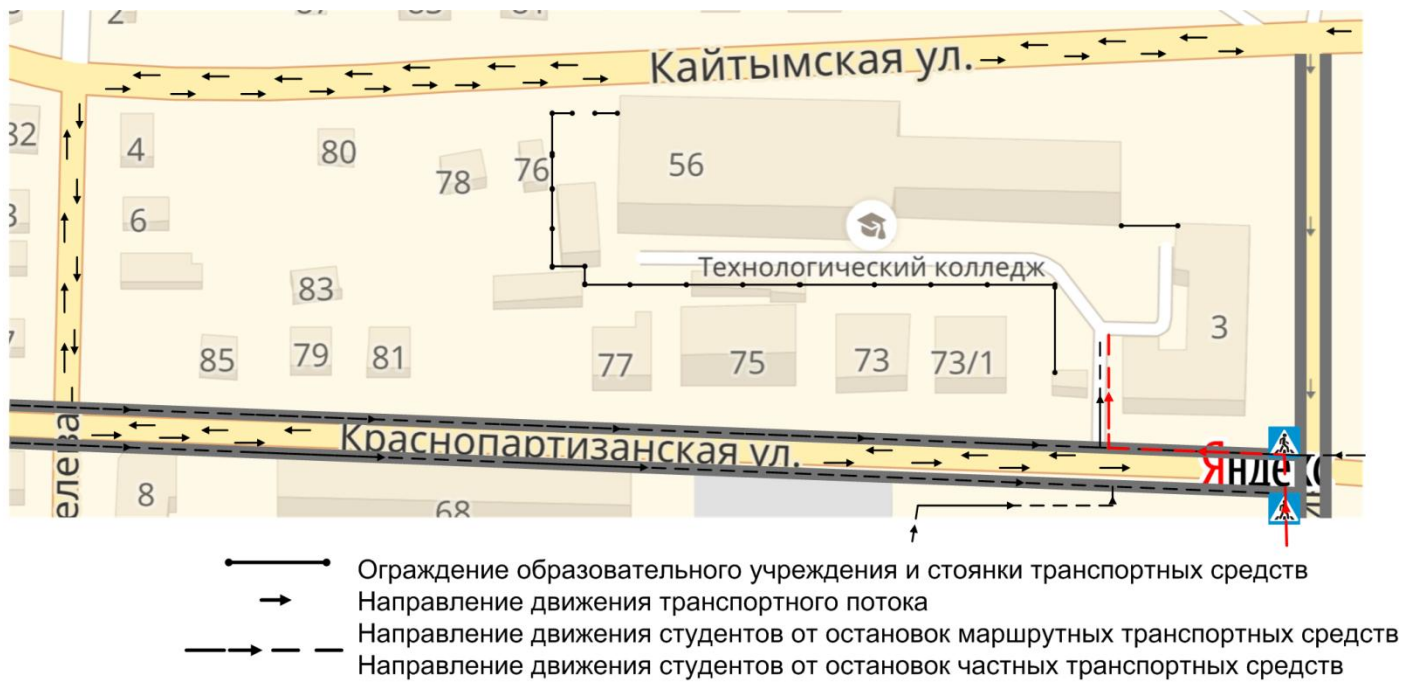 2
Кайтымская ул.
32
4
80
78
76
56
6
Технологический колледж
83
3
85
79
81
77
75
73
73/1
Краснопартизанская ул.
Яндекс
елева
8
68
Ограждение образовательного учреждения и стоянки транспортных средств
Направление движения транспортного потока
Направление движения студентов от остановок маршрутных транспортных средств
Направление движения студентов от остановок частных транспортных средств